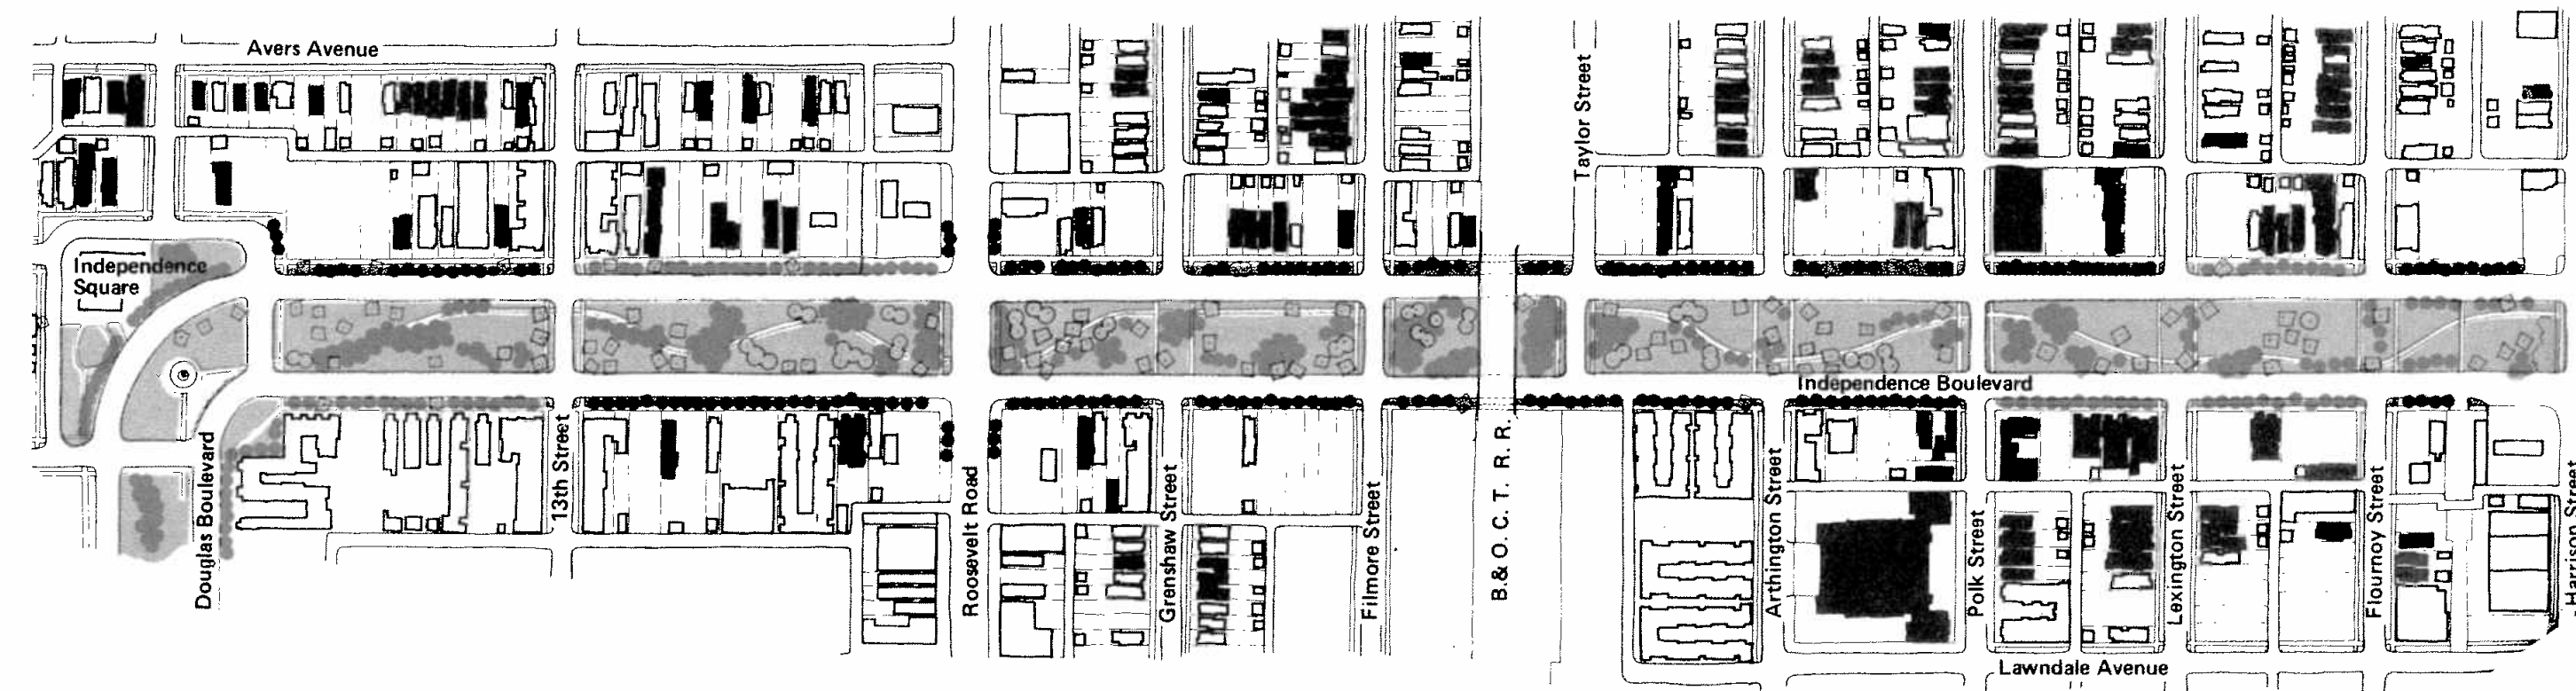 Avers Avenue
Independence
Square
Taylor Street
Independence Boulevard
Douglas Boulevard
13th Street
Roosevelt Road
Grenshaw Street
Filmore Street
B.& O. C. T. R. R.
Arthington Street
Polk Street
Lexington Street
Flournoy Street
Harrison Street
Lawndale Avenue